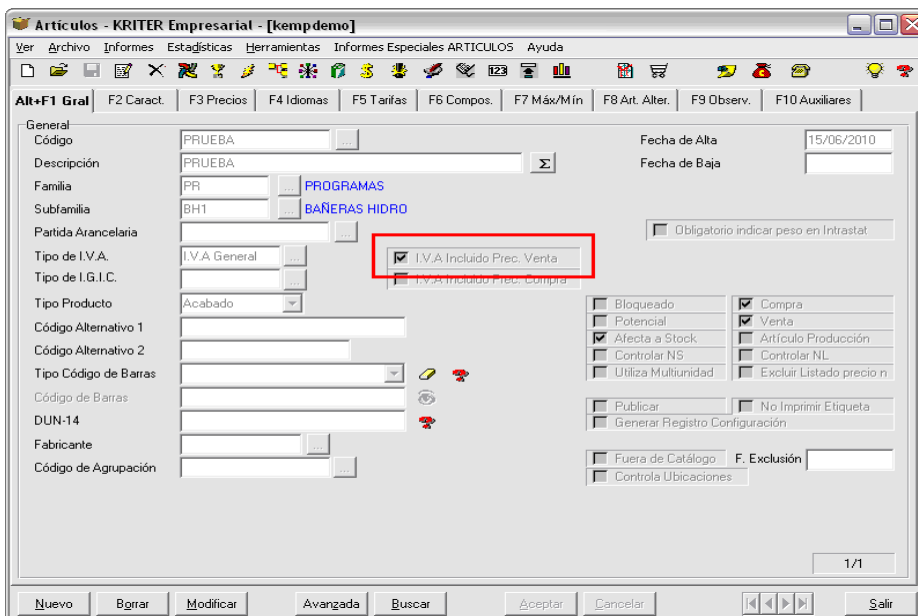 Artículos - KRITER Empresarial - [kempdemo]
Ver Archivo Informes Estadísticas Herramientas Informes Especiales ARTICULOS Ayuda
123
Alt+F1 Gral F2 Caract. F3 Precios F4 Idiomas F5 Tarifas F6 Compos. F7 Máx/Mín F8 Art. Alter. F9 Observ. F10 Auxiliares
General
Código PRUEBA ... Fecha de Alta 15/06/2010
Descripción PRUEBA Σ Fecha de Baja
Familia PR ... PROGRAMAS
Subfamilia BH1 ... BAÑERAS HIDRO
Partida Arancelaria ... Obligatorio indicar peso en Intrastat
Tipo de I.V.A. I.V.A General ... I.V.A Incluido Prec. Venta
Tipo de I.G.I.C. ... I.V.A Incluido Prec. Compra
Tipo Producto Acabado Bloqueado Compra
Potencial Venta
Código Alternativo 1 Afecta a Stock Artículo Producción
Código Alternativo 2 Controlar NS Controlar NL
Tipo Código de Barras Utiliza Multiunidad Excluir Listado precio n
Código de Barras Publicar No Imprimir Etiqueta
DUN-14 Generar Registro Configuración
Fabricante ...
Código de Agrupación ... Fuera de Catálogo F. Exclusión
Controla Ubicaciones
1/1
Nuevo Borrar Modificar Avanzada Buscar Aceptar Cancelar Salir